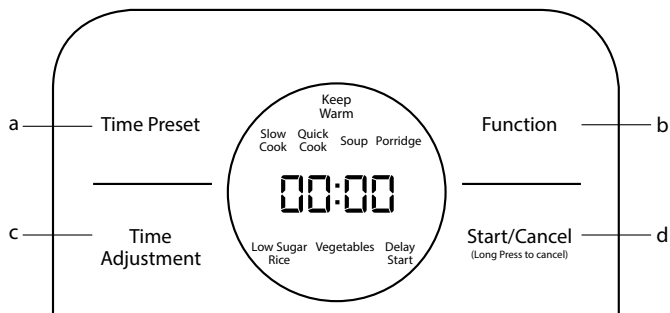 Keep
Warm
a
Time Preset
Slow
Cook
Quick
Cook
Soup
Porridge
Function
b
00:00
c
Time
Adjustment
Low Sugar
Rice
Vegetables
Delay
Start
Start/Cancel
(Long Press to cancel)
d